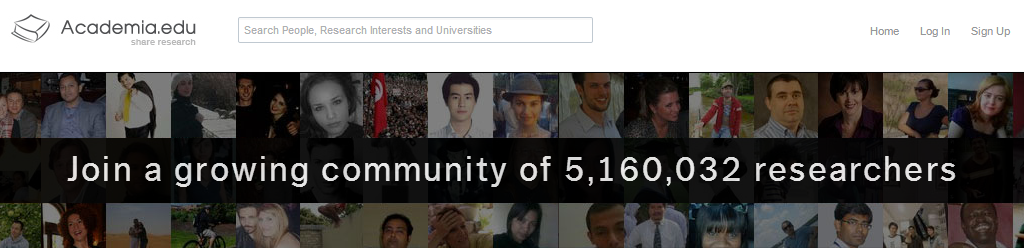 Academia.edu
share research
Search People, Research Interests and Universities
Home Log In Sign Up
Join a growing community of 5,160,032 researchers